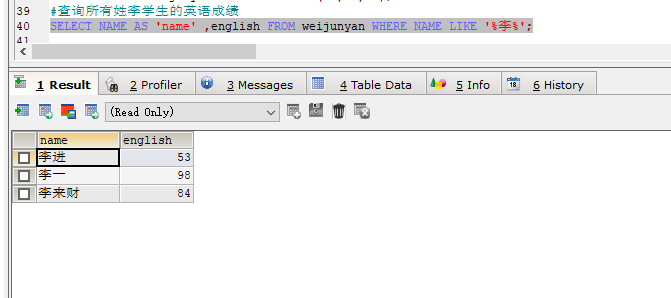 39 #查询所有姓李学生的英语成绩
40 SELECT NAME AS 'name' ,english FROM weijunyan WHERE NAME LIKE '%李%';
41
1 Result 2 Profiler 3 Messages 4 Table Data 5 Info 18 6 History
(Read Only)
name english
李进 53
李一 98
李来财 84